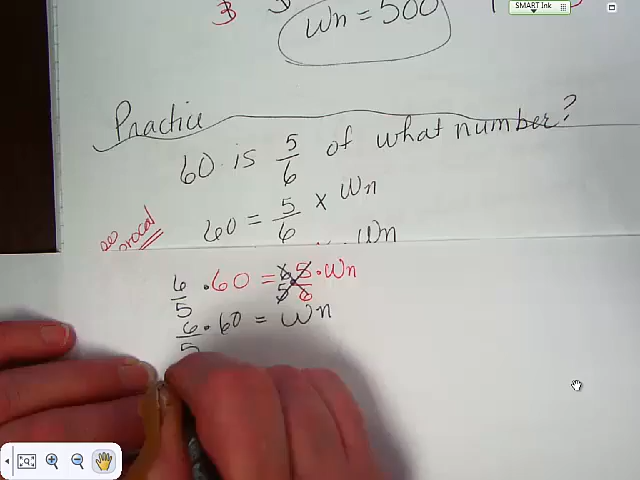 Wn = 500
SMART Ink
Practice
60 is 5/6 of what number?
60 = 5/6 x Wn
Wn
6/5 · 60 = 6/5 5/6 · Wn
6/5 · 60 = Wn